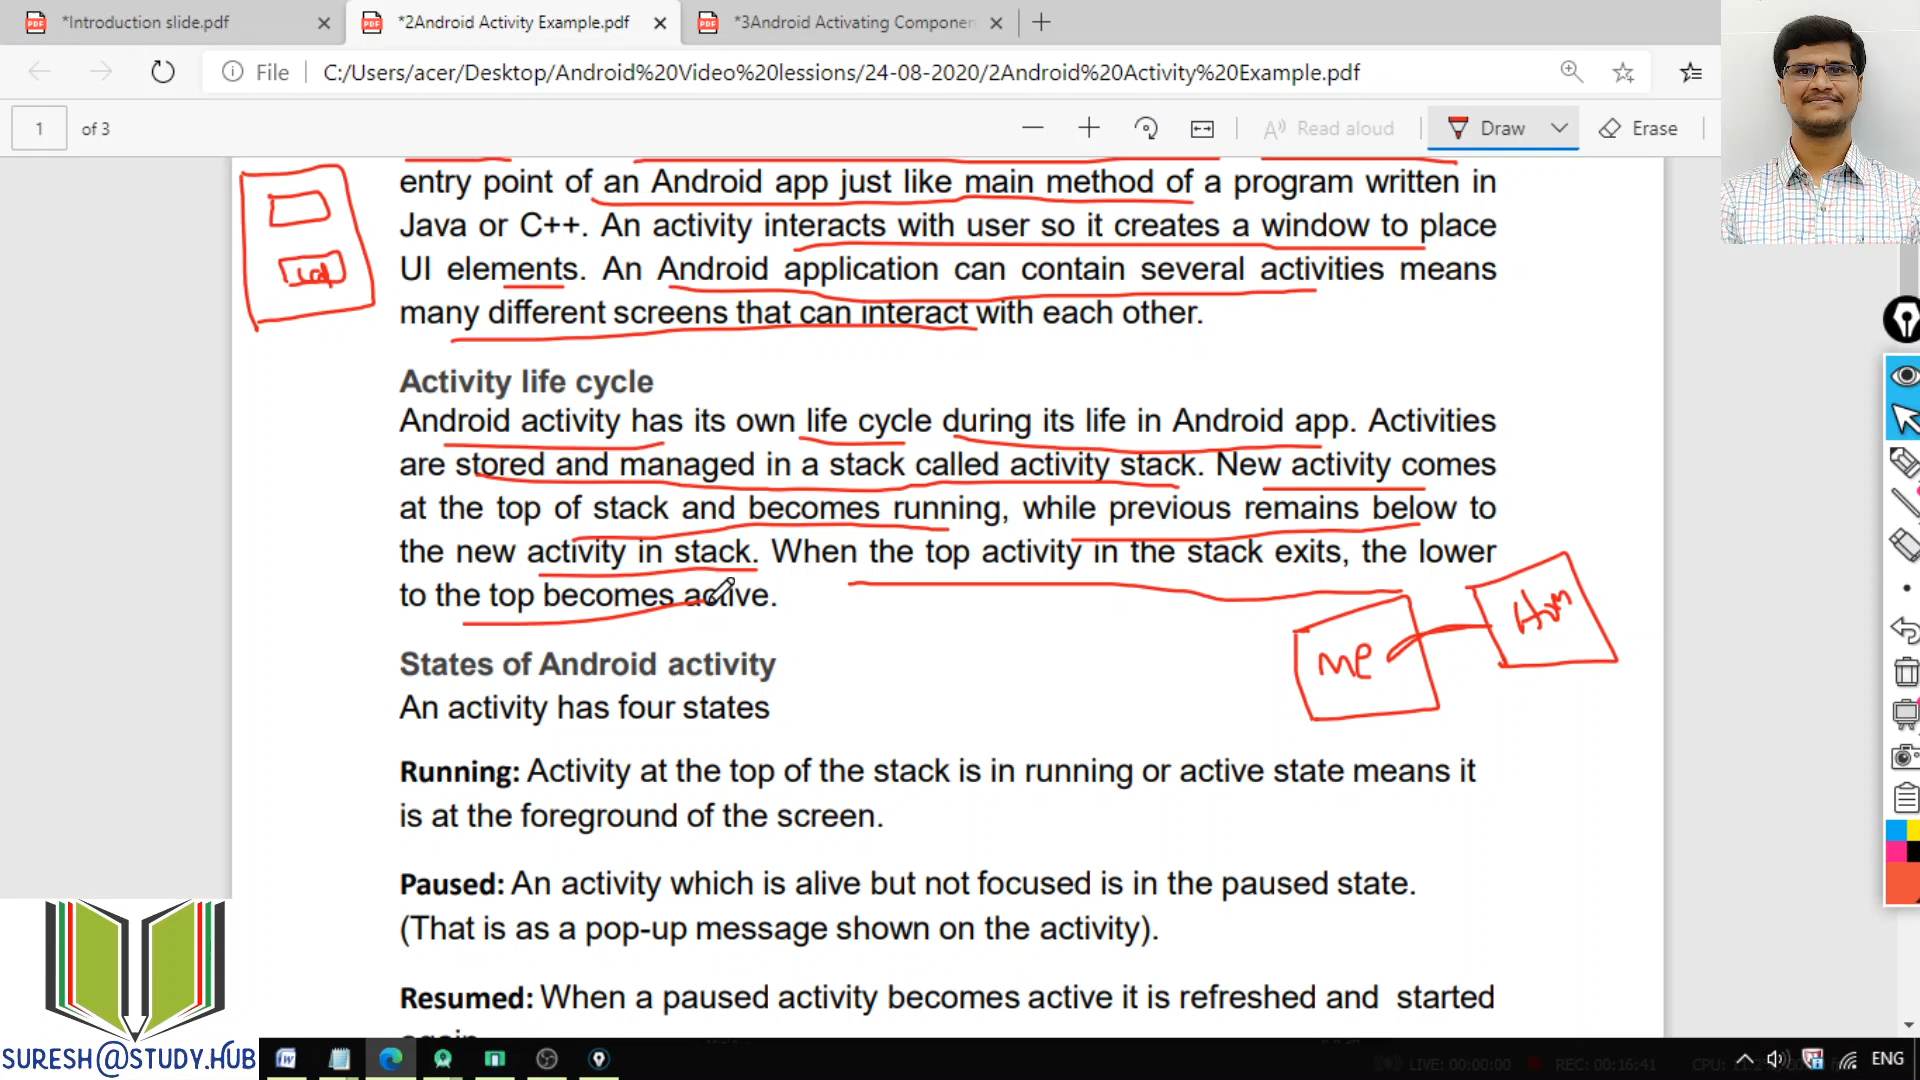 *Introduction slide.pdf
*2Android Activity Example.pdf
*3Android Activating Componen
File
C:/Users/acer/Desktop/Android%20Video%20lessions/24-08-2020/2Android%20Activity%20Example.pdf
1 of 3
Read aloud
Draw
Erase
entry point of an Android app just like main method of a program written in
Java or C++. An activity interacts with user so it creates a window to place
UI elements. An Android application can contain several activities means
many different screens that can interact with each other.
Activity life cycle
Android activity has its own life cycle during its life in Android app. Activities
are stored and managed in a stack called activity stack. New activity comes
at the top of stack and becomes running, while previous remains below to
the new activity in stack. When the top activity in the stack exits, the lower
to the top becomes active.
Hom
me
States of Android activity
An activity has four states
Running: Activity at the top of the stack is in running or active state means it
is at the foreground of the screen.
Paused: An activity which is alive but not focused is in the paused state.
(That is as a pop-up message shown on the activity).
Resumed: When a paused activity becomes active it is refreshed and started
again
SURESH@STUDY.HUB
LIVE: 00:00:00
REC: 00:16:41
ENG